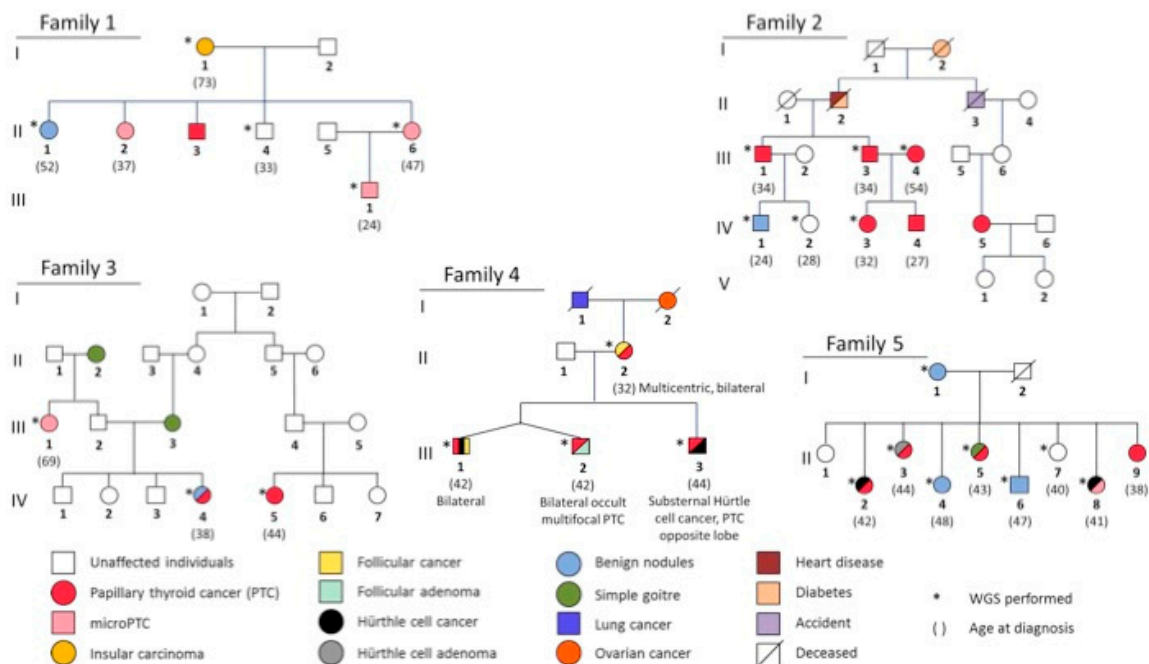 Family 1
I
*
1
2
(73)
II
* * *
1 2 3 4 5 6
(52) (37) (33) (47)
III
*
1
(24)
Family 2
I
1 2
II
1 2 3 4
III
* * *
1 2 3 4 5 6
(34) (34) (54)
IV
* * *
1 2 3 4 5 6
(24) (28) (32) (27)
V
1 2
Family 3
I
1 2
II
1 2 3 4 5 6
III
*
1 2 3 4 5
(69)
IV
* *
1 2 3 4 5 6 7
(38) (44)
Family 4
I
1 2
II
*
1 2
(32) Multicentric, bilateral
III
* * *
1 2 3
(42) (42) (44)
Bilateral
Bilateral occult
multifocal PTC
Substernal Hürtle
cell cancer, PTC
opposite lobe
Family 5
I
*
1 2
II
* * * * * * *
1 2 3 4 5 6 7 8 9
(42) (44) (48) (43) (47) (40) (41) (38)
Unaffected individuals
Papillary thyroid cancer (PTC)
microPTC
Insular carcinoma
Follicular cancer
Follicular adenoma
Hürthle cell cancer
Hürthle cell adenoma
Benign nodules
Simple goitre
Lung cancer
Ovarian cancer
Heart disease
Diabetes
Accident
Deceased
* WGS performed
( ) Age at diagnosis